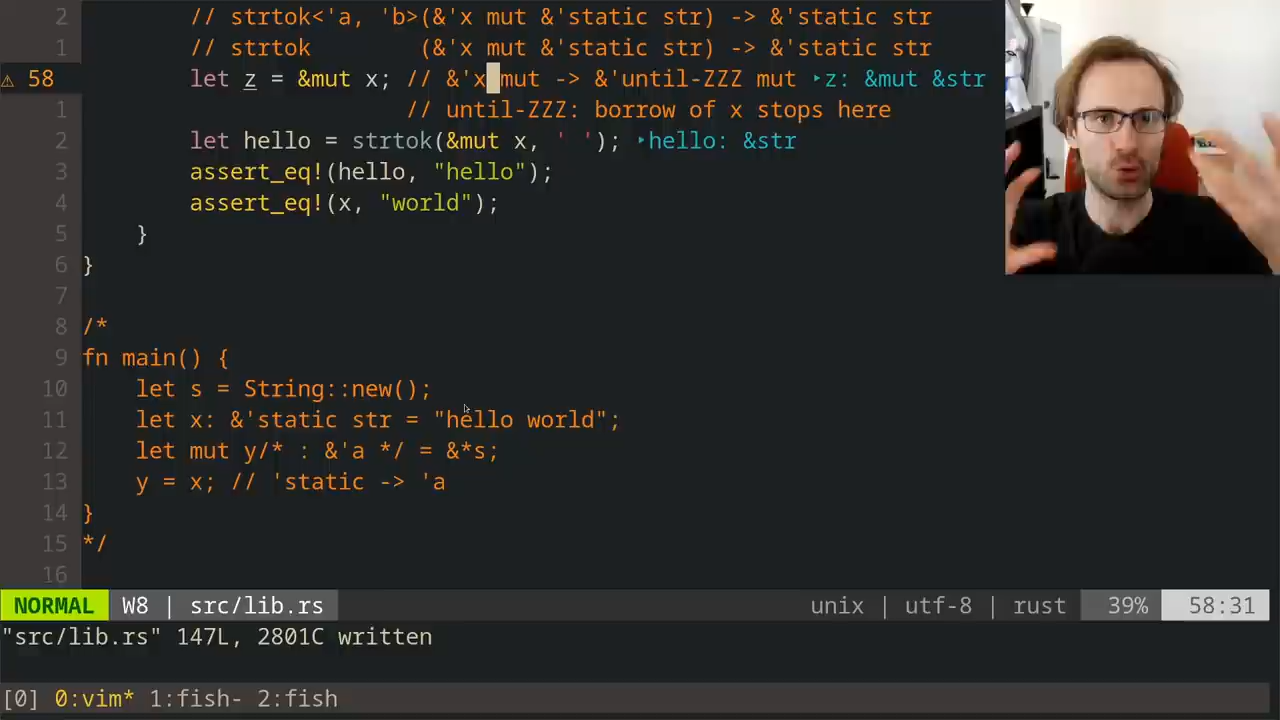 2 // strtok<'a, 'b>(&'x mut &'static str) -> &'static str
1 // strtok (&'x mut &'static str) -> &'static str
⚠ 58 let z = &mut x; // &'x mut -> &'until-ZZZ mut ‣z: &mut &str
1 // until-ZZZ: borrow of x stops here
2 let hello = strtok(&mut x, ' '); ‣hello: &str
3 assert_eq!(hello, "hello");
4 assert_eq!(x, "world");
5 }
6 }
7
8 /*
9 fn main() {
10 let s = String::new();
11 let x: &'static str = "hello world";
12 let mut y/* : &'a */ = &*s;
13 y = x; // 'static -> 'a
14 }
15 */
16
NORMAL W8 | src/lib.rs unix | utf-8 | rust 39% 58:31
"src/lib.rs" 147L, 2801C written
[0] 0:vim* 1:fish- 2:fish